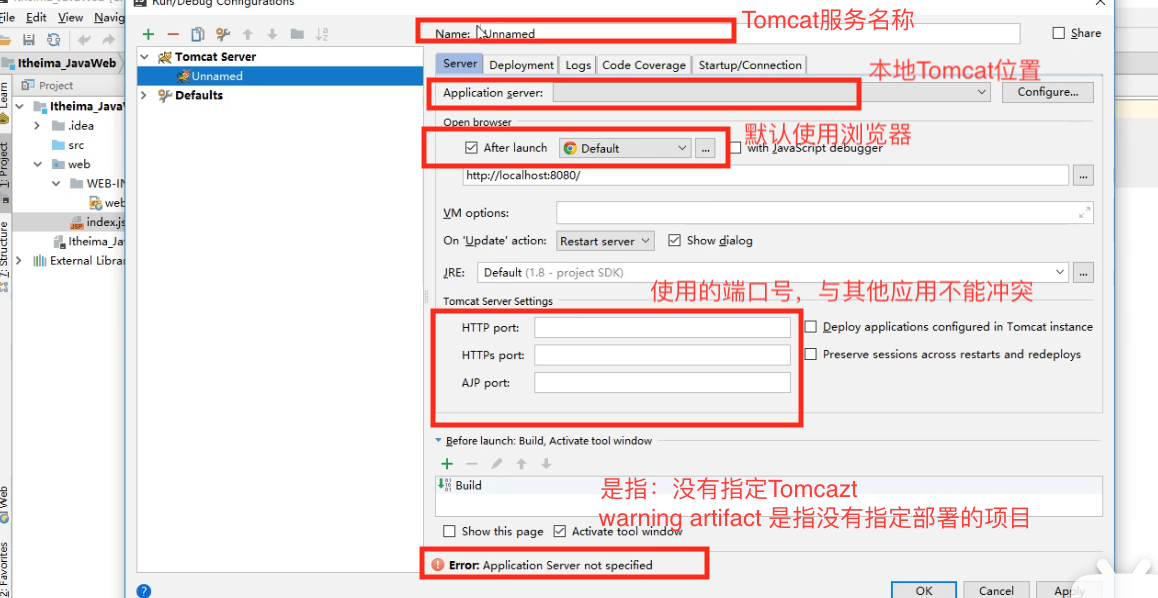 Run/Debug Configurations
File Edit View Navig
Itheima_JavaWeb
Project
Itheima_JavaW
.idea
src
web
WEB-IN
web
index.js
Itheima_Ja
External Librar
Learn
1: Project
7: Structure
Web
2: Favorites
Tomcat Server
Unnamed
Defaults
Name: Unnamed
Tomcat服务名称
Share
Server Deployment Logs Code Coverage Startup/Connection
本地Tomcat位置
Application server:
Configure...
Open browser
默认使用浏览器
After launch Default ... with JavaScript debugger
http://localhost:8080/
...
VM options:
On 'Update' action: Restart server Show dialog
JRE: Default (1.8 - project SDK) ...
使用的端口号，与其他应用不能冲突
Tomcat Server Settings
HTTP port:
Deploy applications configured in Tomcat instance
HTTPs port:
Preserve sessions across restarts and redeploys
AJP port:
Before launch: Build, Activate tool window
Build
是指：没有指定Tomcazt
warning artifact 是指没有指定部署的项目
Show this page Activate tool window
Error: Application Server not specified
? OK Cancel Apply